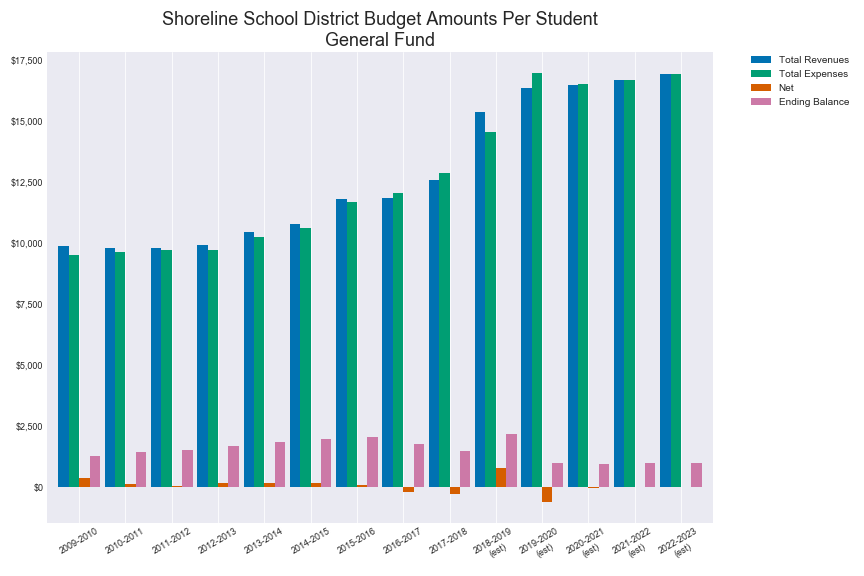 Shoreline School District Budget Amounts Per Student
General Fund
Total Revenues
Total Expenses
Net
Ending Balance
$17,500
$15,000
$12,500
$10,000
$7,500
$5,000
$2,500
$0
2009-2010
2010-2011
2011-2012
2012-2013
2013-2014
2014-2015
2015-2016
2016-2017
2017-2018
2018-2019
(est)
2019-2020
(est)
2020-2021
(est)
2021-2022
(est)
2022-2023
(est)